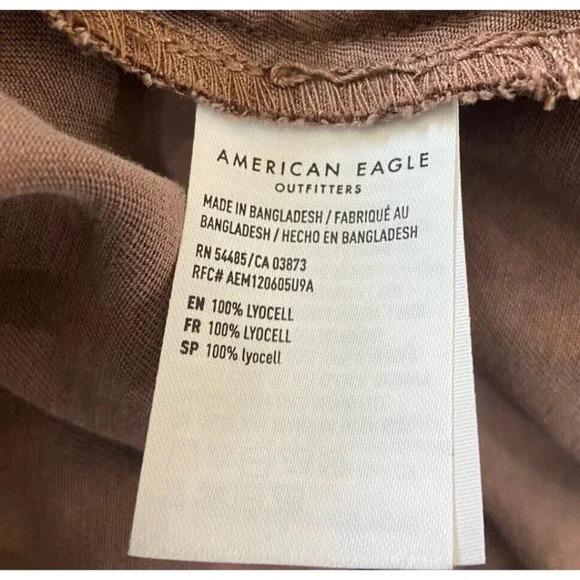 AMERICAN EAGLE
OUTFITTERS
MADE IN BANGLADESH / FABRIQUÉ AU
BANGLADESH / HECHO EN BANGLADESH
RN 54485/CA 03873
RFC# AEM120605U9A
EN 100% LYOCELL
FR 100% LYOCELL
SP 100% lyocell